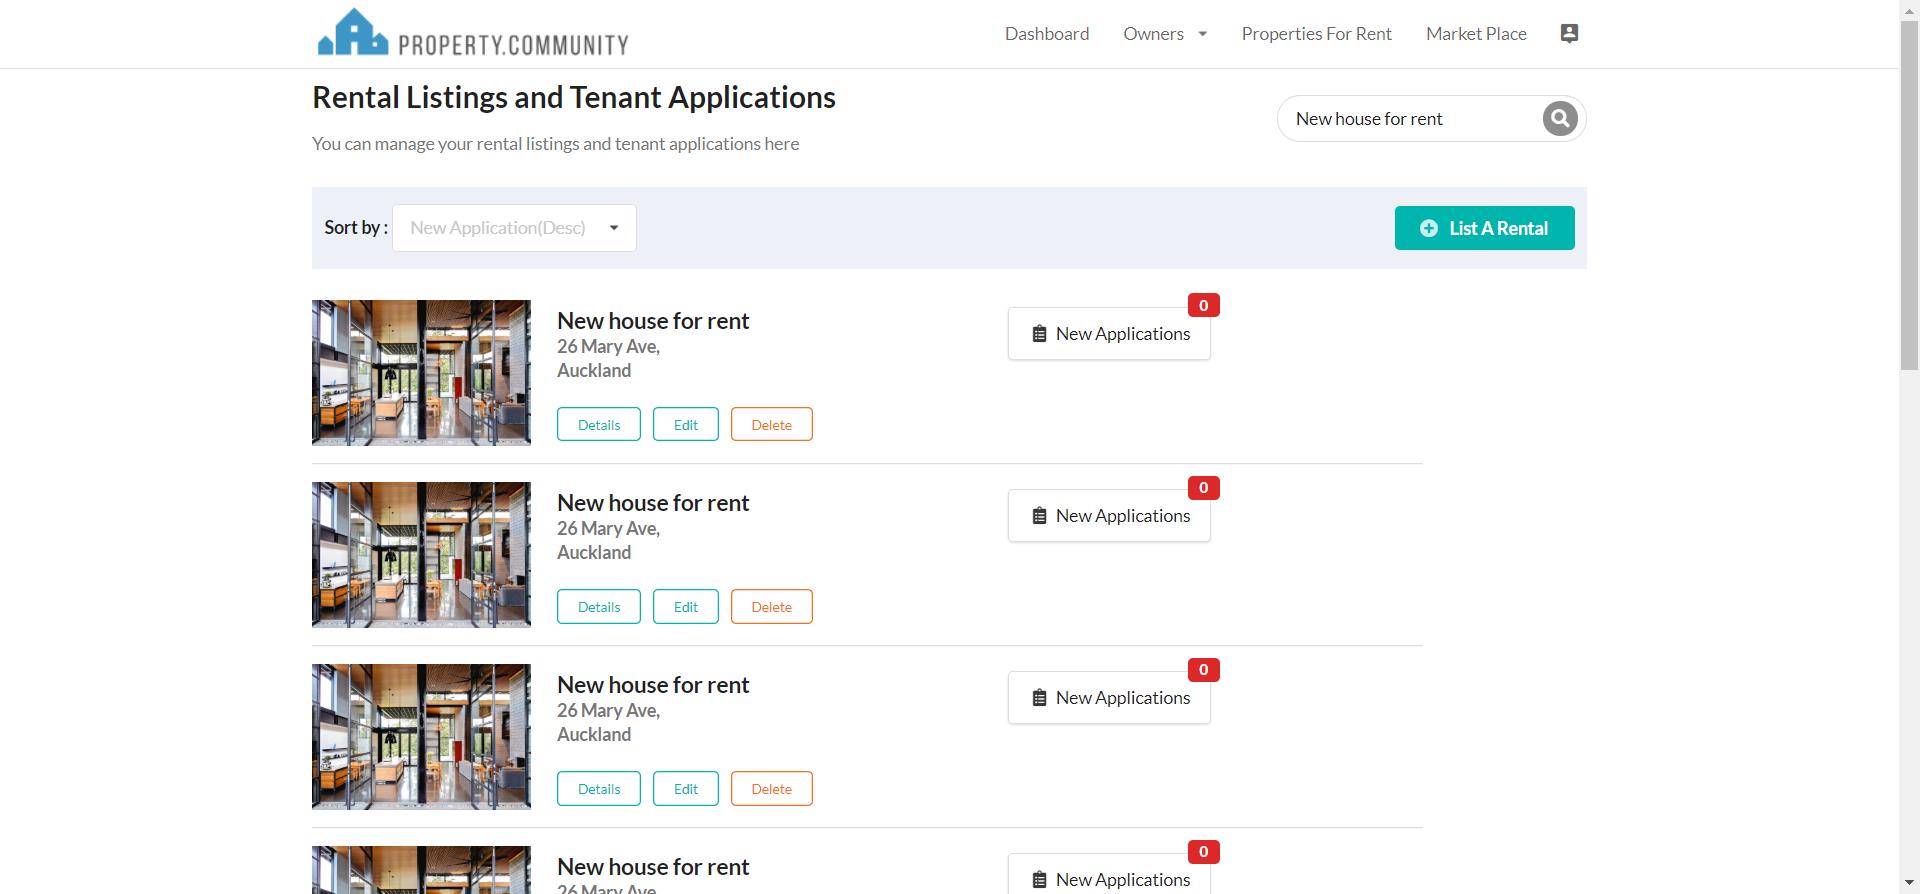 PROPERTY.COMMUNITY
Dashboard
Owners
Properties For Rent
Market Place
Rental Listings and Tenant Applications
You can manage your rental listings and tenant applications here
New house for rent
Sort by :
New Application(Desc)
List A Rental
New house for rent
26 Mary Ave,
Auckland
Details
Edit
Delete
0
New Applications
New house for rent
26 Mary Ave,
Auckland
Details
Edit
Delete
0
New Applications
New house for rent
26 Mary Ave,
Auckland
Details
Edit
Delete
0
New Applications
New house for rent
26 Mary Ave,
0
New Applications